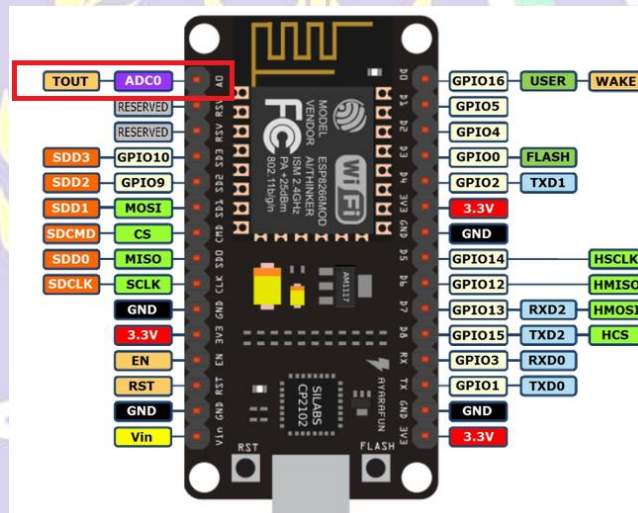 TOUT ADC0 A0 D0 GPIO16 USER WAKE
RESERVED RSV D1 GPIO5
RESERVED RSV D2 GPIO4
SDD3 GPIO10 SD3 D3 GPIO0 FLASH
SDD2 GPIO9 D4 GPIO2 TXD1
SDD1 MOSI 3V3 3.3V
SDCMD CS CMD GND GND
SDD0 MISO SD0 D5 GPIO14 HSCLK
SDCLK SCLK CLK D6 GPIO12 HMISO
GND GND D7 GPIO13 RXD2 HMOSI
3.3V 3V3 D8 GPIO15 TXD2 HCS
EN EN RX GPIO3 RXD0
RST RST TX GPIO1 TXD0
GND GND GND GND
Vin Vin 3V3 3.3V
MODEL ESP8266MOD
VENDOR AI/THINKER
ISM 2.4GHz
PA +25dBm
802.11b/g/n
FC
Wi Fi
AM1117
SILABS
CP2102
AYARAFUN
RST FLASH